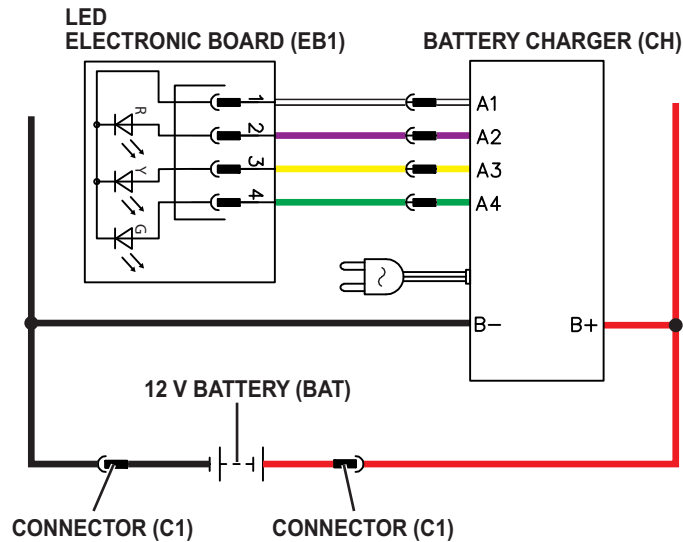 LED
ELECTRONIC BOARD (EB1)
BATTERY CHARGER (CH)
1
A1
R
2
A2
3
A3
Y
4
A4
G
B−
B+
12 V BATTERY (BAT)
CONNECTOR (C1)
CONNECTOR (C1)